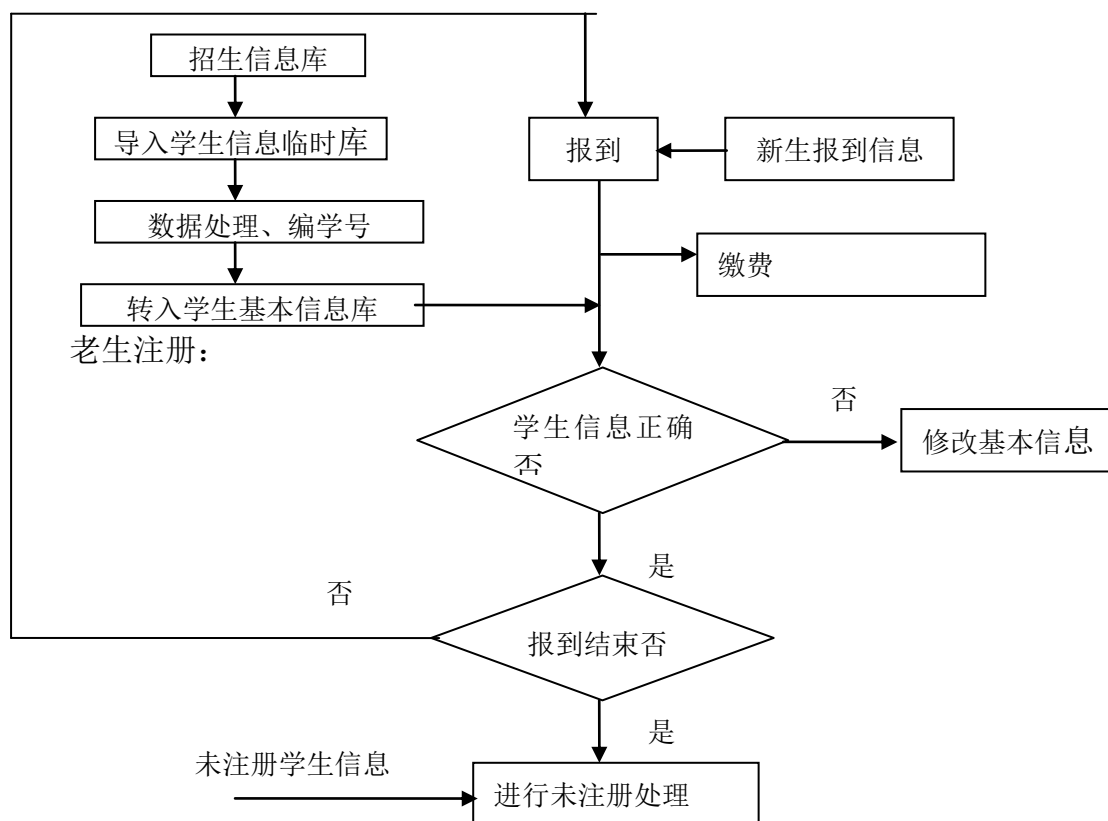 招生信息库
导入学生信息临时库
报到
新生报到信息
数据处理、编学号
缴费
转入学生基本信息库
老生注册：
否
学生信息正确
否
修改基本信息
是
否
报到结束否
是
未注册学生信息
进行未注册处理